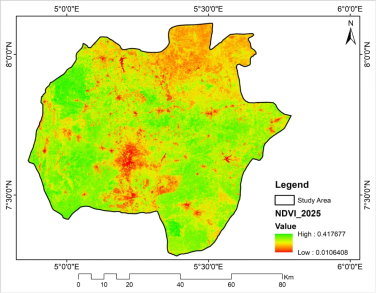 5°0'0"E 5°30'0"E 6°0'0"E
N
8°0'0"N 8°0'0"N
7°30'0"N 7°30'0"N
Legend
Study Area
NDVI_2025
Value
High : 0.417677
Low : 0.0106408
5°0'0"E 5°30'0"E 6°0'0"E
Km
0 10 20 40 60 80